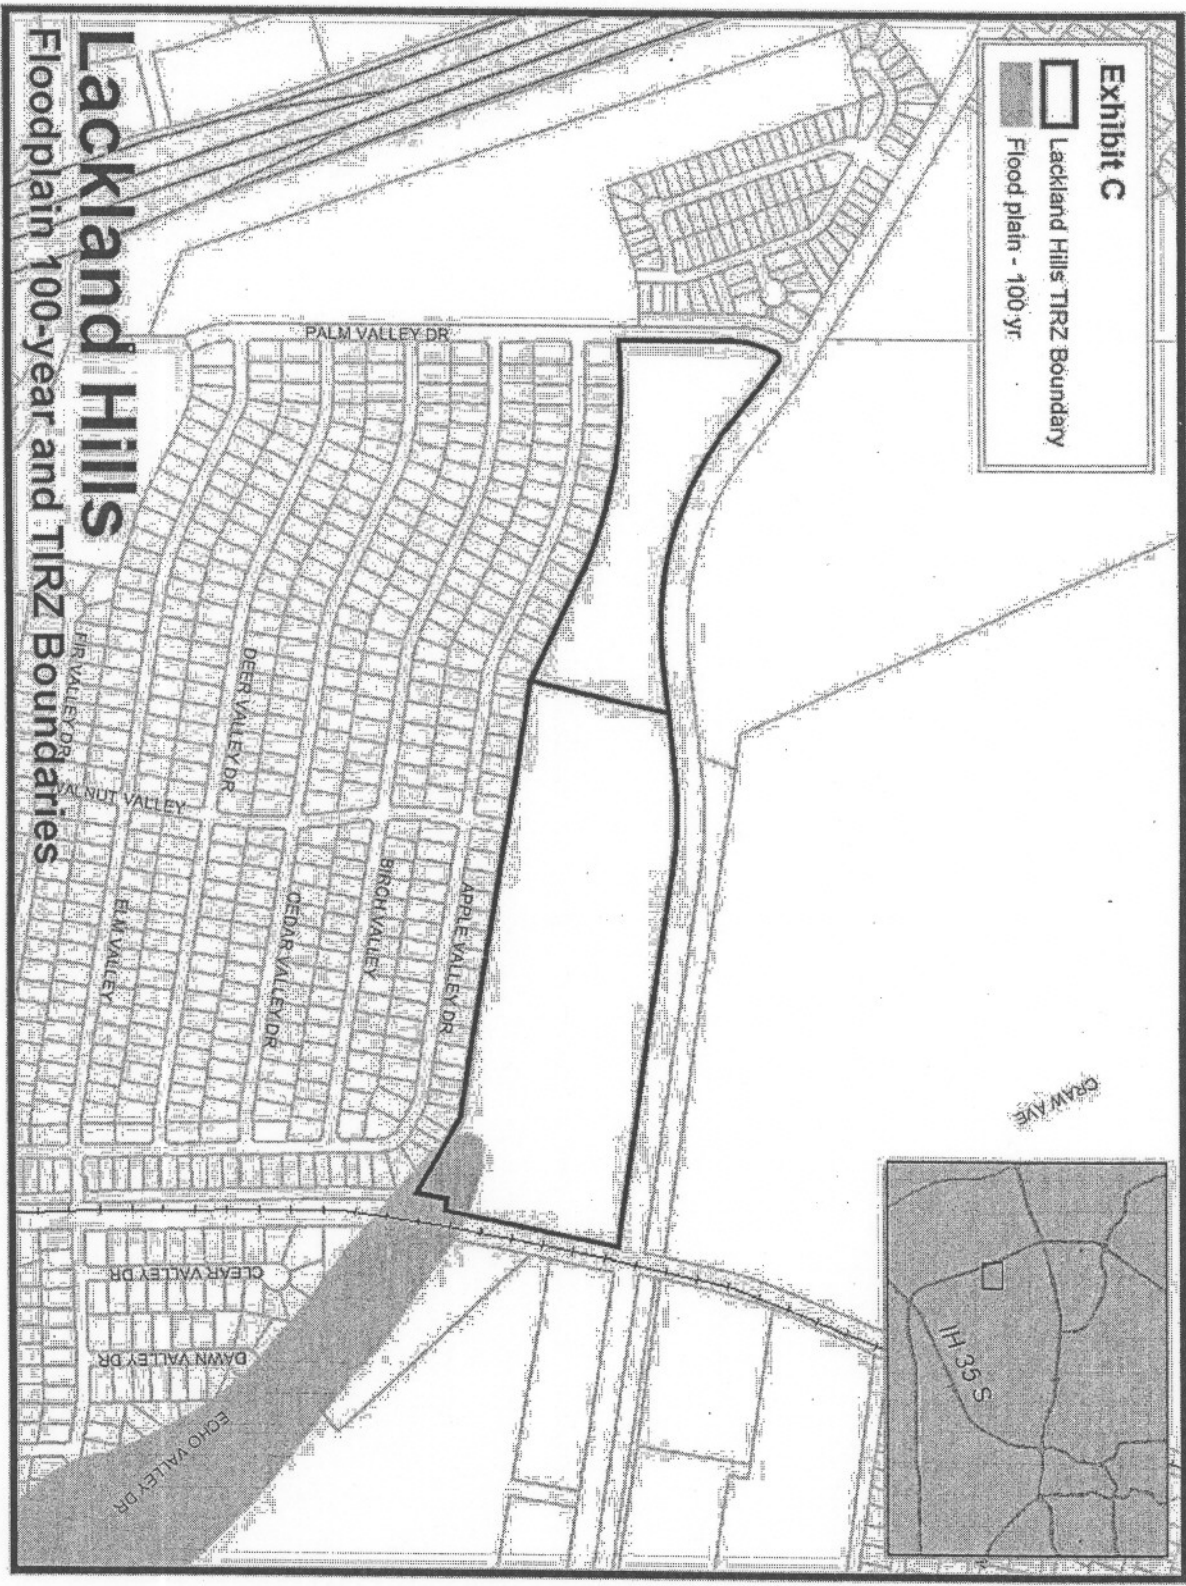 Exhibit C
Lackland Hills TIRZ Boundary
Flood plain - 100 yr
CRAW AVE
IH 35 S
PALM VALLEY DR
APPLE VALLEY DR
BIRCH VALLEY
CEDAR VALLEY DR
DEER VALLEY DR
ELM VALLEY
WALNUT VALLEY
FIR VALLEY DR
CLEAR VALLEY DR
DAWN VALLEY DR
ECHO VALLEY DR
Lackland Hills
Floodplain 100-year and TIRZ Boundaries